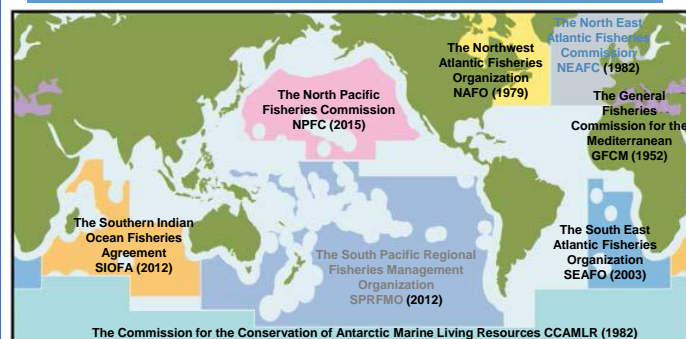 The North Pacific
Fisheries Commission
NPFC (2015)
The Northwest
Atlantic Fisheries
Organization
NAFO (1979)
The North East
Atlantic Fisheries
Commission
NEAFC (1982)
The General
Fisheries
Commission for the
Mediterranean
GFCM (1952)
The Southern Indian
Ocean Fisheries
Agreement
SIOFA (2012)
The South Pacific Regional
Fisheries Management
Organization
SPRFMO (2012)
The South East
Atlantic Fisheries
Organization
SEAFO (2003)
The Commission for the Conservation of Antarctic Marine Living Resources CCAMLR (1982)